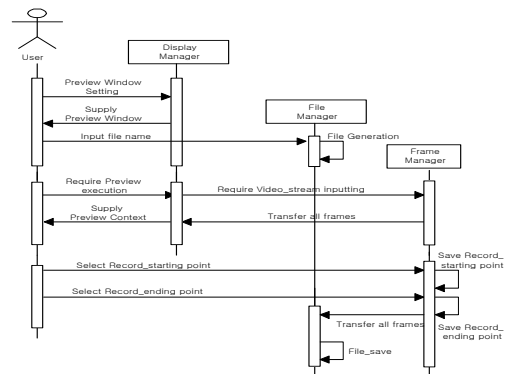 User
Display
Manager
File
Manager
Frame
Manager
Preview Window
Setting
Supply
Preview Window
Input file name
File Generation
Require Preview
execution
Require Video_stream inputting
Supply
Preview Context
Transfer all frames
Select Record_starting point
Save Record_
starting point
Select Record_ending point
Transfer all frames
Save Record_
ending point
File_save